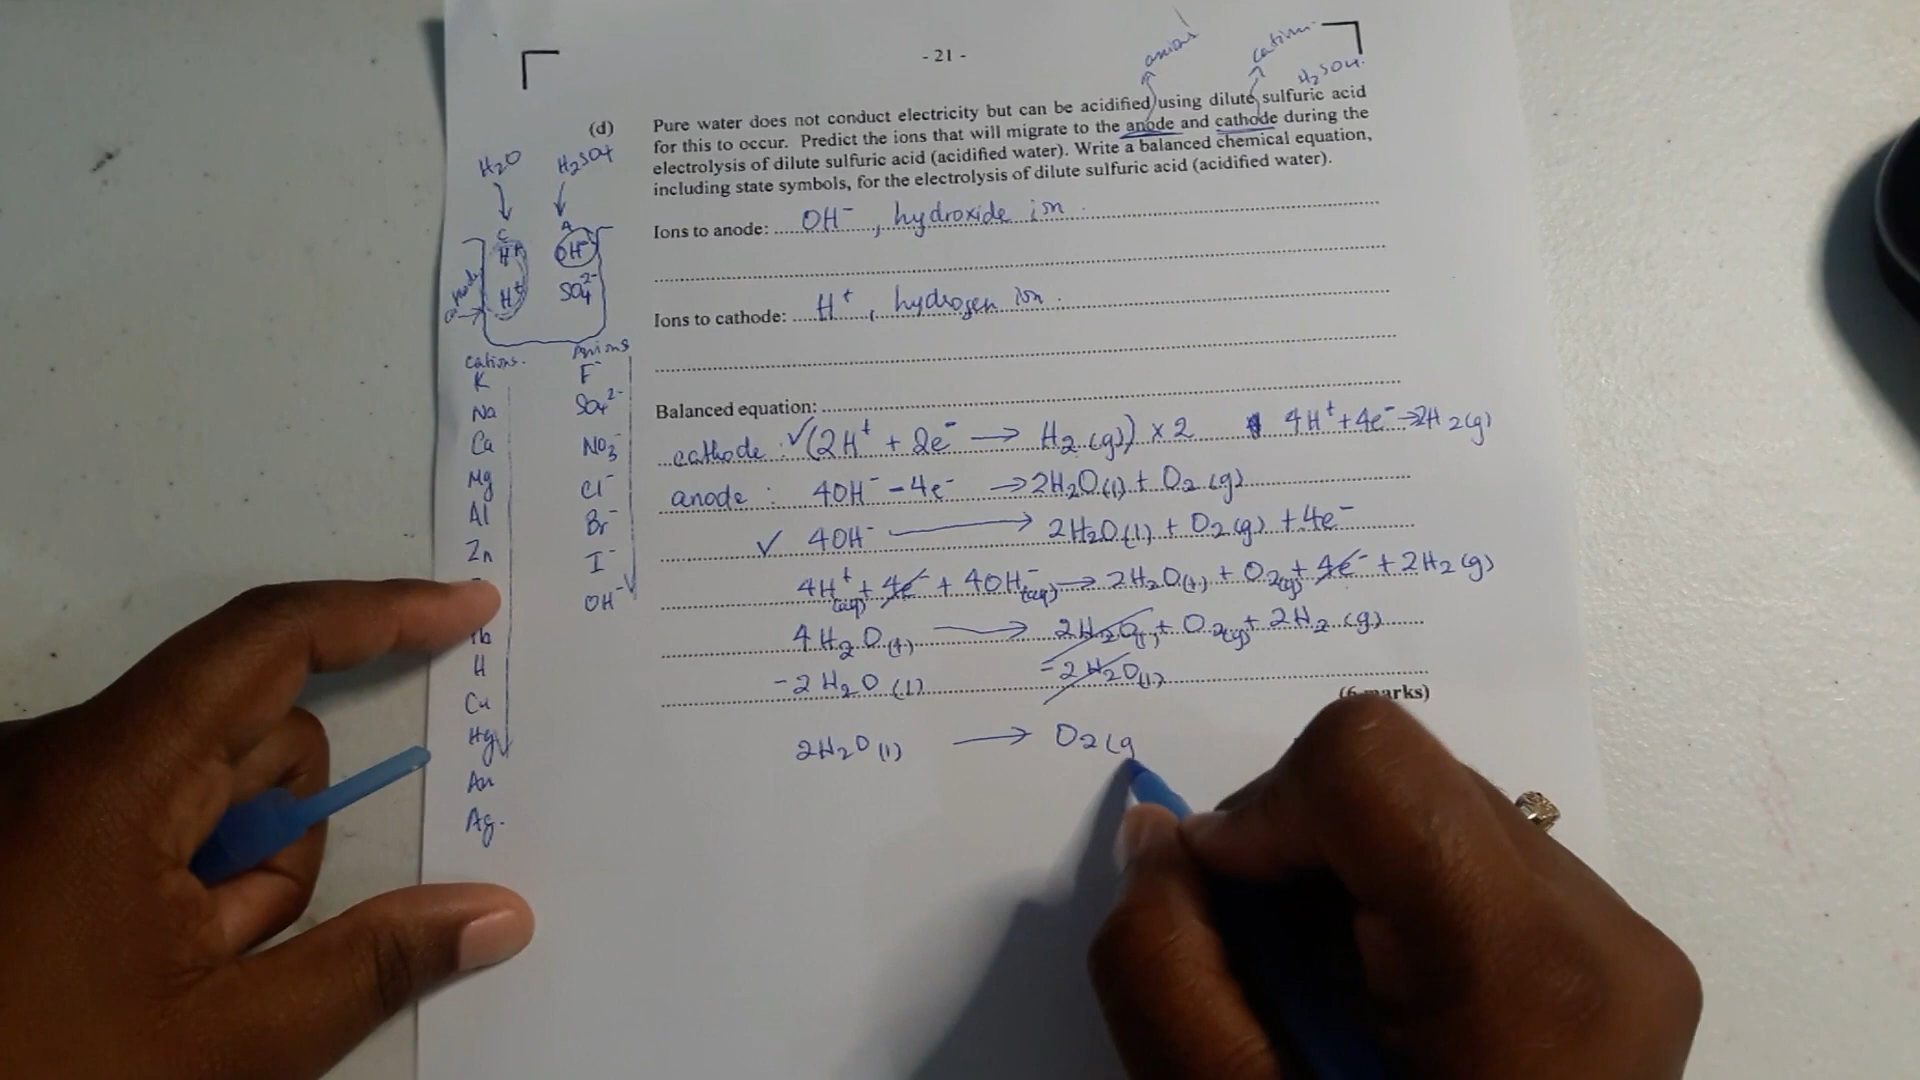 - 21 -
anions
cations
H2SO4.
(d) Pure water does not conduct electricity but can be acidified using dilute sulfuric acid
for this to occur. Predict the ions that will migrate to the anode and cathode during the
electrolysis of dilute sulfuric acid (acidified water). Write a balanced chemical equation,
including state symbols, for the electrolysis of dilute sulfuric acid (acidified water).
H2O H2SO4
C A
H+ OH-
H+ SO4^2-
Ions to anode: OH⁻, hydroxide ion.
Ions to cathode: H⁺, hydrogen ion.
Cations. Anions
K F⁻
Na SO4²⁻
Ca NO3⁻
Mg Cl⁻
Al Br⁻
Zn I⁻
OH⁻
Pb
H
Cu
Hg
Au
Ag.
Balanced equation:
cathode : ✓(2H⁺ + 2e⁻ → H2(g)) × 2 4H⁺ + 4e⁻ → 2H2(g)
anode : 4OH⁻ - 4e⁻ → 2H2O(l) + O2(g)
✓ 4OH⁻ → 2H2O(l) + O2(g) + 4e⁻
4H⁺(aq) + 4e⁻ + 4OH⁻(aq) → 2H2O(l) + O2(g) + 4e⁻ + 2H2(g)
4H2O(l) → 2H2O(l) + O2(g) + 2H2(g)
-2H2O(l) -2H2O(l)
(6 marks)
2H2O(l) → O2(g